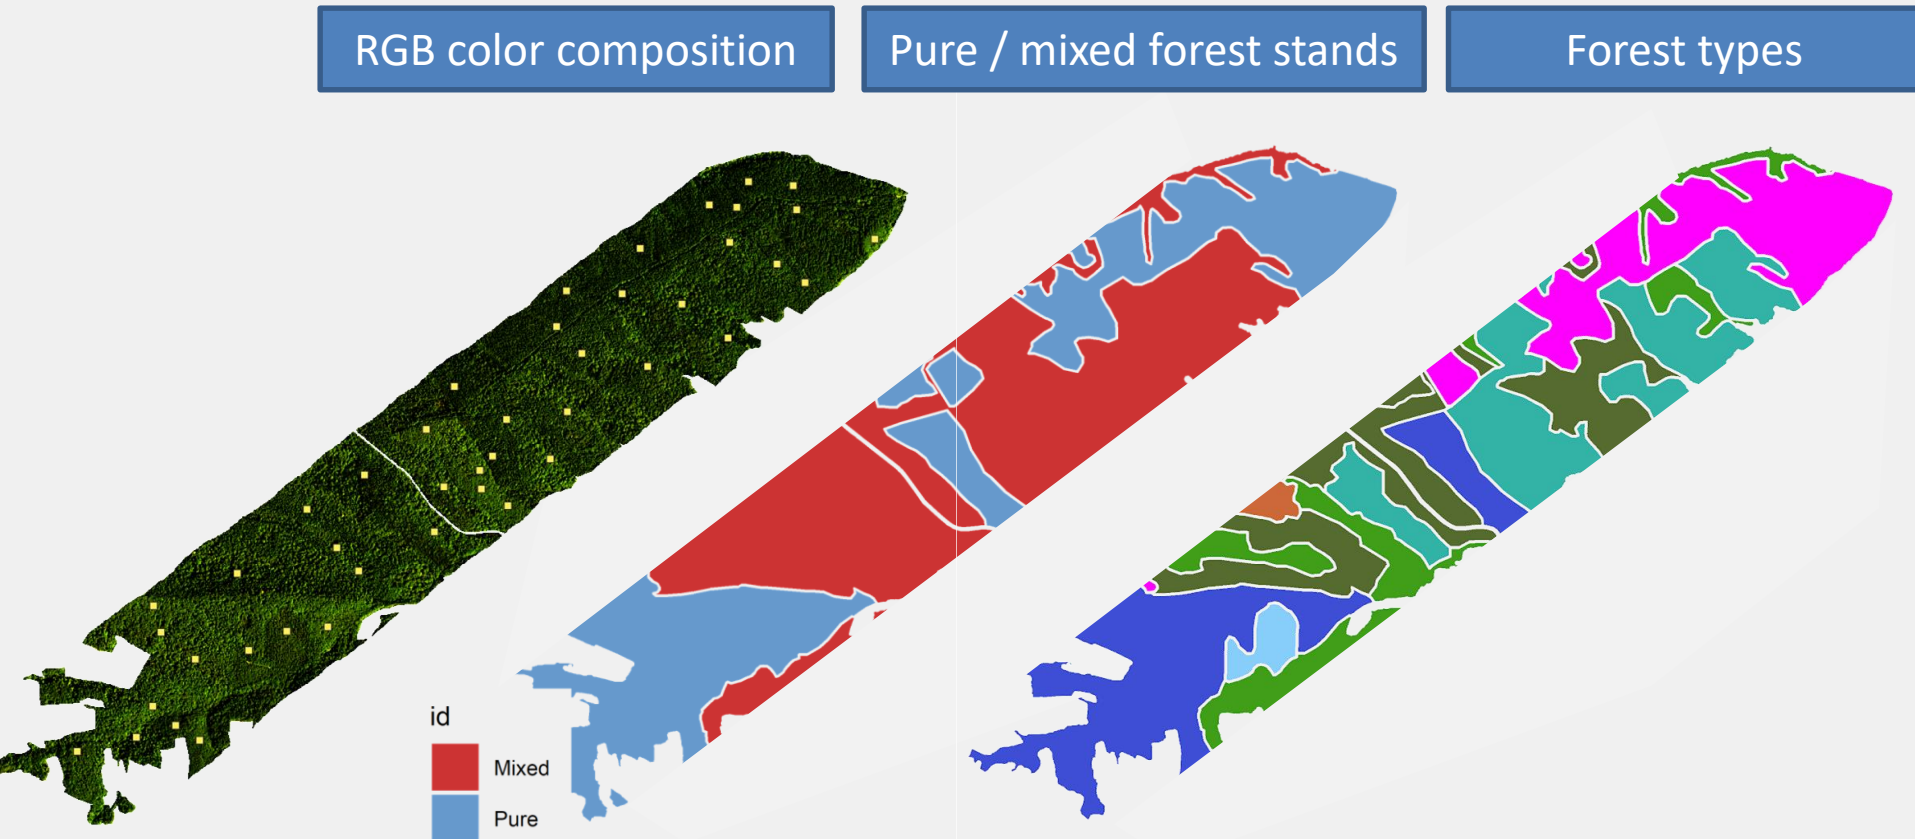 RGB color composition
Pure / mixed forest stands
Forest types
id
Mixed
Pure